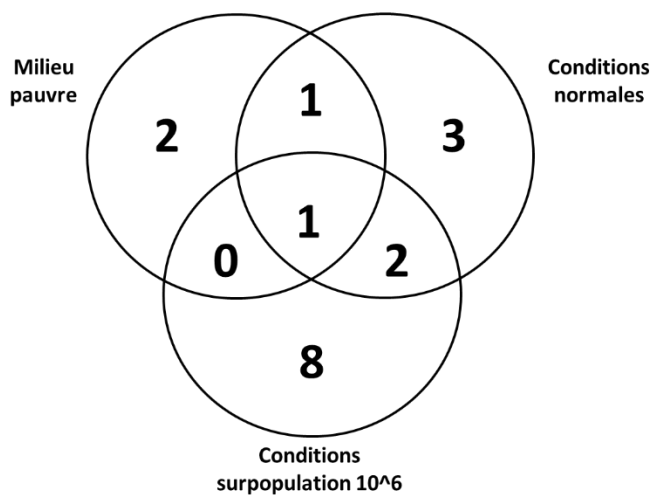 Milieu
pauvre
Conditions
normales
1
2
3
1
0
2
8
Conditions
surpopulation 10^6